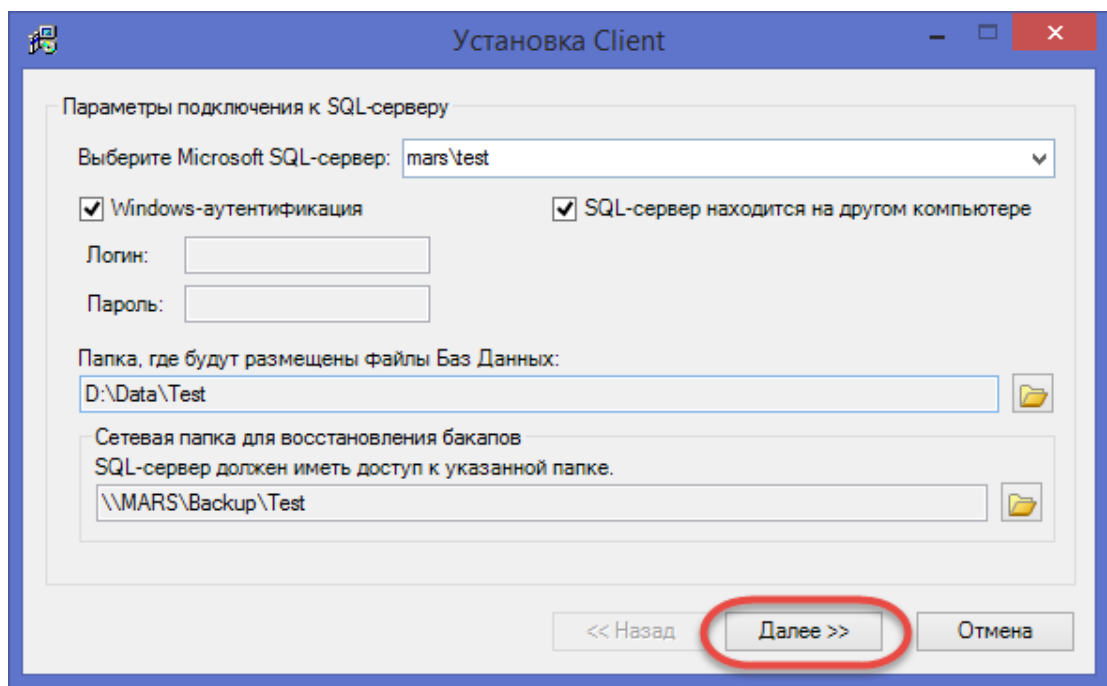 Установка Client
Параметры подключения к SQL-серверу
Выберите Microsoft SQL-сервер: mars\test
Windows-аутентификация SQL-сервер находится на другом компьютере
Логин:
Пароль:
Папка, где будут размещены файлы Баз Данных:
D:\Data\Test
Сетевая папка для восстановления бакапов
SQL-сервер должен иметь доступ к указанной папке.
\\MARS\Backup\Test
<< Назад Далее >> Отмена